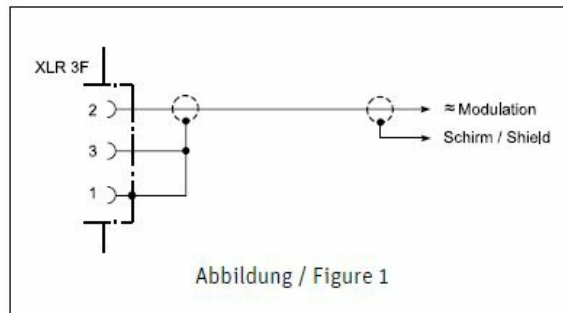 XLR 3F
2
≈ Modulation
Schirm / Shield
3
1
Abbildung / Figure 1